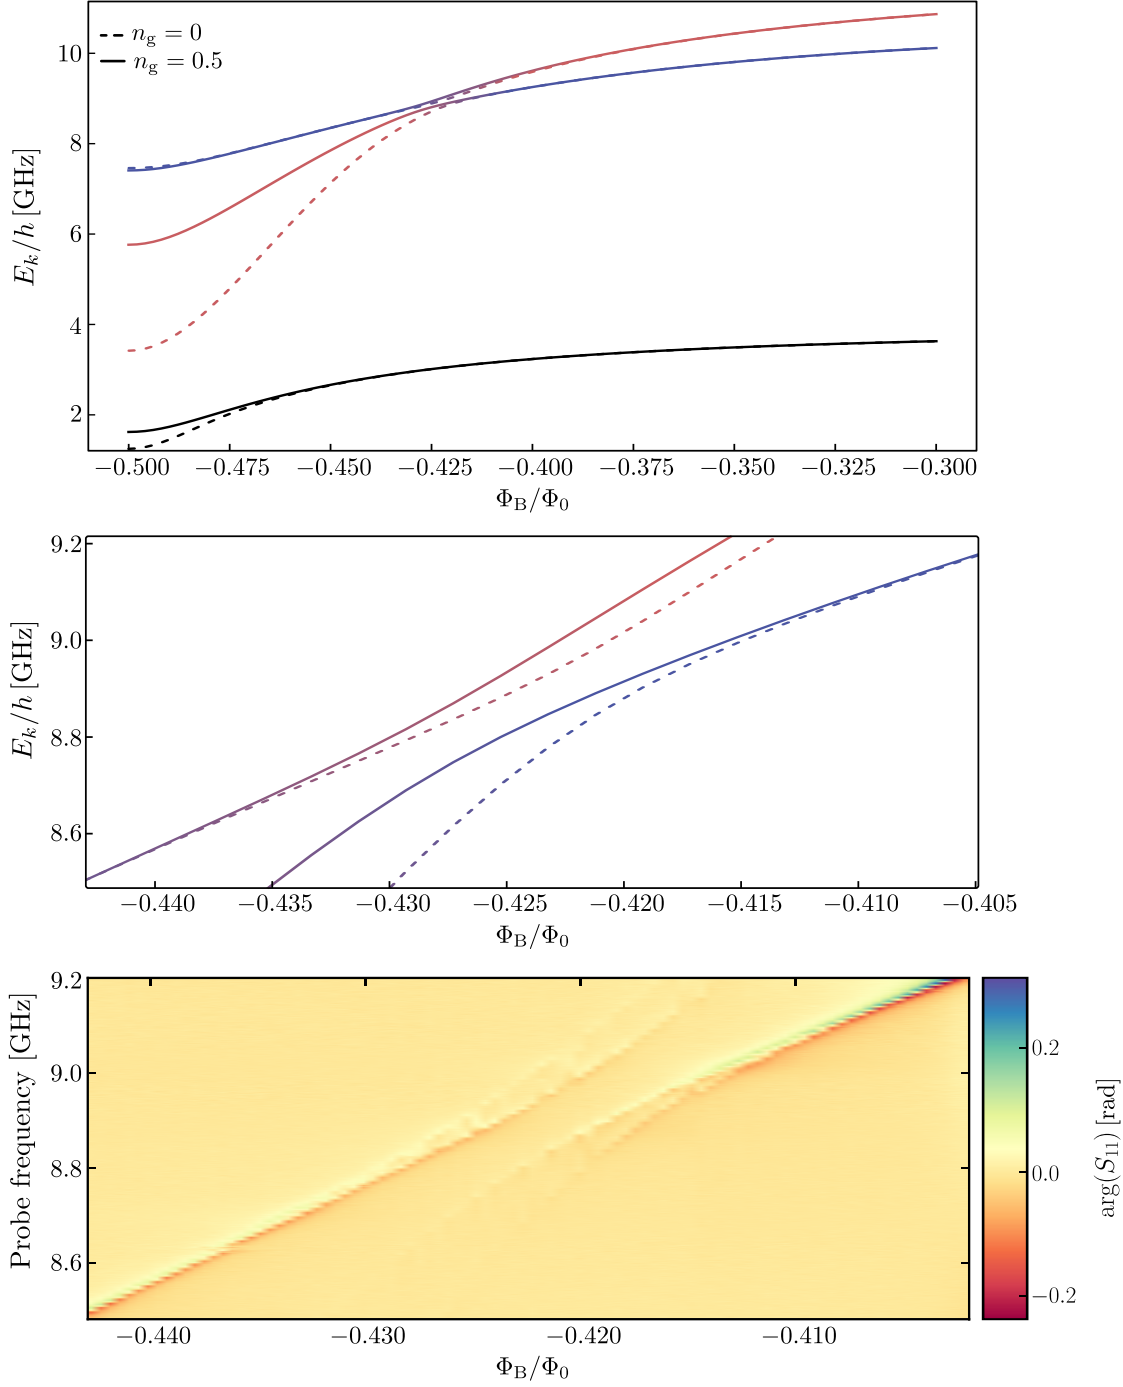 n_g = 0
n_g = 0.5
10
8
6
4
2
E_k/h [GHz]
−0.500 −0.475 −0.450 −0.425 −0.400 −0.375 −0.350 −0.325 −0.300
Φ_B/Φ_0
9.2
9.0
8.8
8.6
E_k/h [GHz]
−0.440 −0.435 −0.430 −0.425 −0.420 −0.415 −0.410 −0.405
Φ_B/Φ_0
9.2
9.0
8.8
8.6
Probe frequency [GHz]
−0.440 −0.430 −0.420 −0.410
Φ_B/Φ_0
0.2
0.0
−0.2
arg(S_11) [rad]